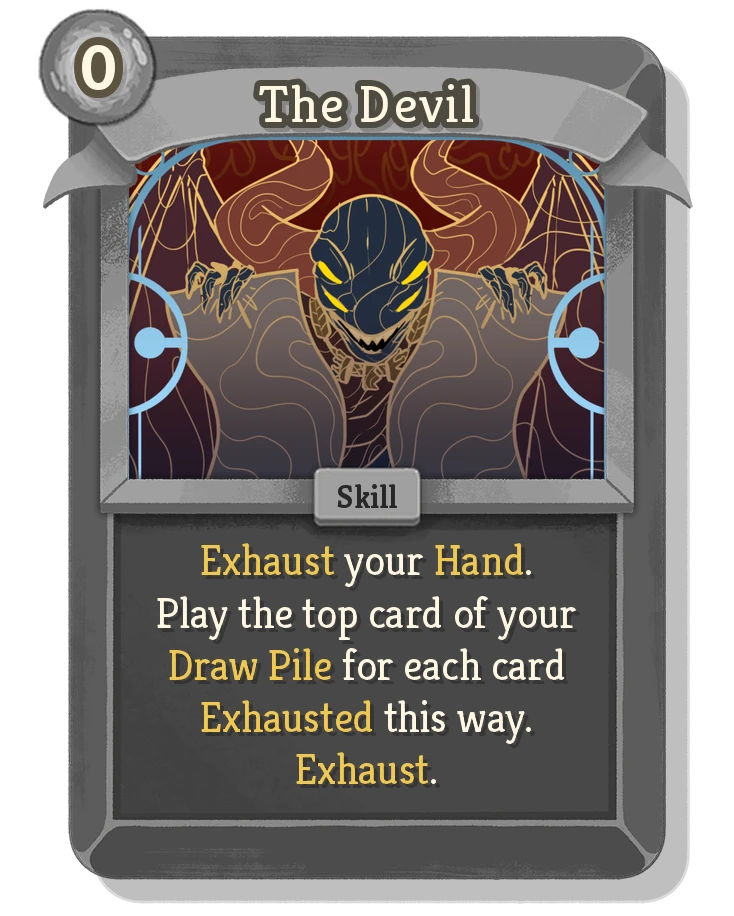 0
The Devil
Skill
Exhaust your Hand.
Play the top card of your
Draw Pile for each card
Exhausted this way.
Exhaust.